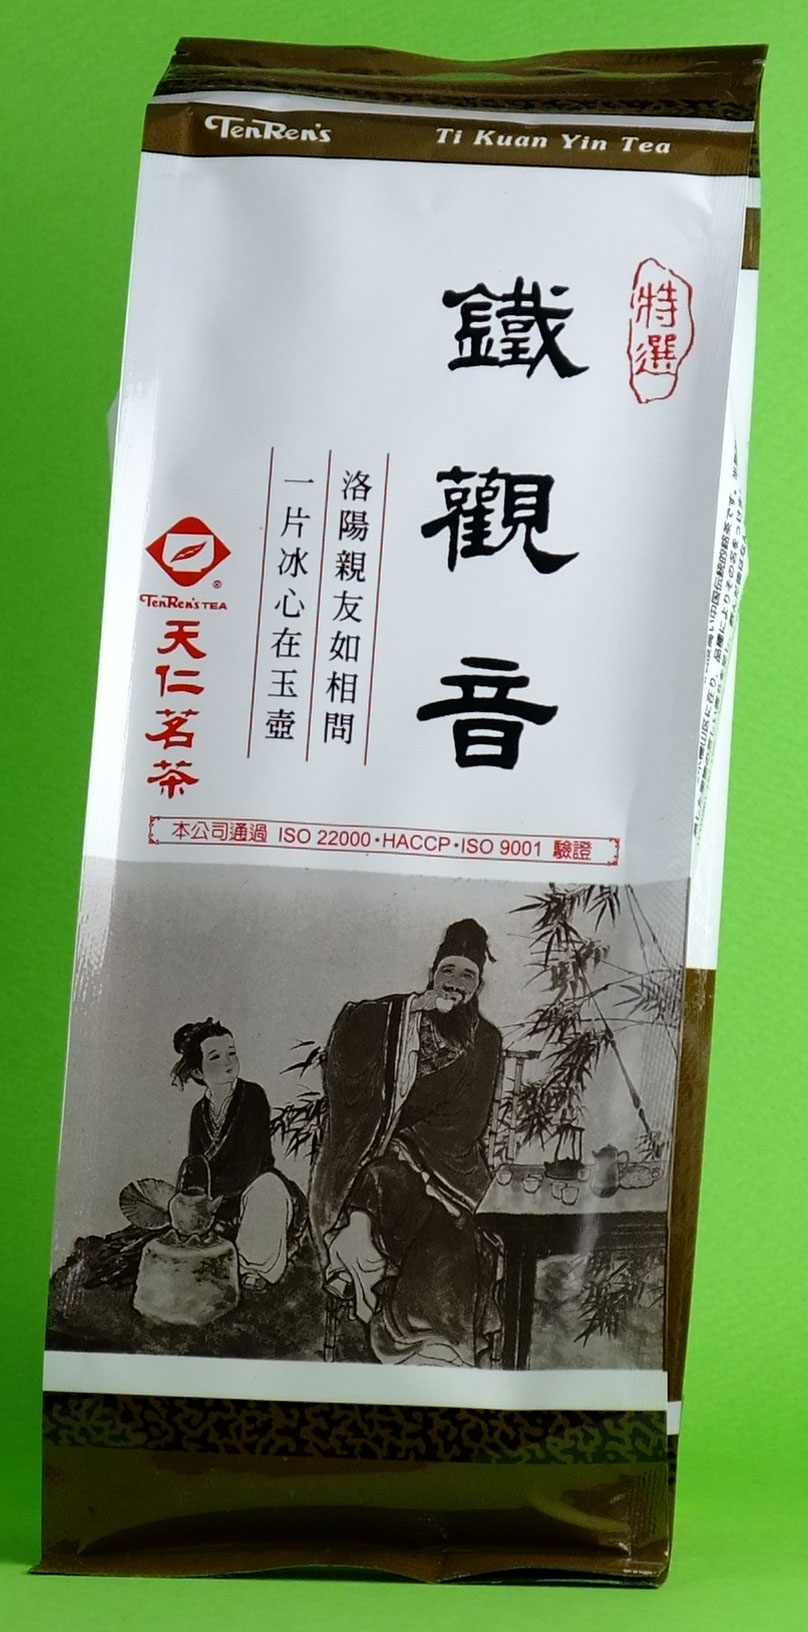 TenRen's
Ti Kuan Yin Tea
特選
鐵觀音
洛陽親友如相問
一片冰心在玉壺
®
TenRen's TEA
天仁茗茶
本公司通過 ISO 22000·HACCP·ISO 9001 驗證